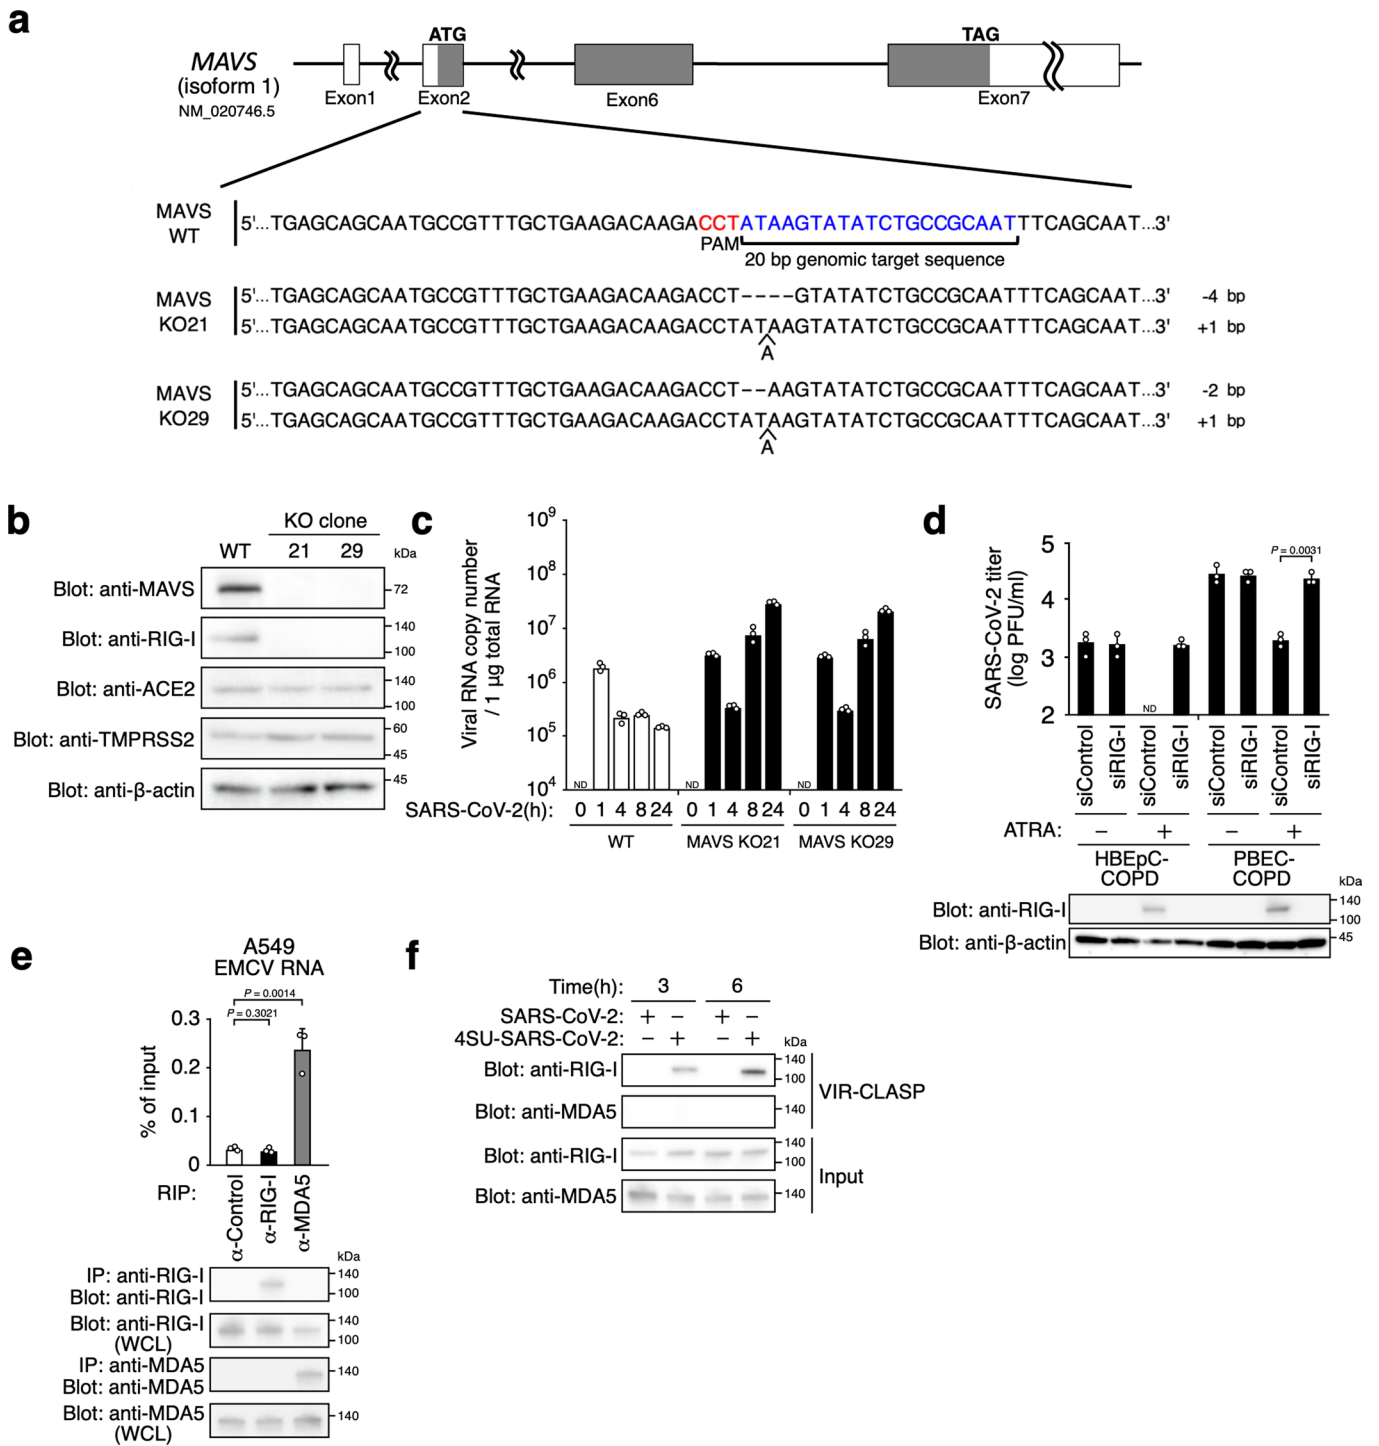 a
ATG
TAG
MAVS
(isoform 1)
NM_020746.5
Exon1
Exon2
Exon6
Exon7
MAVS
WT
5'...TGAGCAGCAATGCCGTTTGCTGAAGACAAGACCTATAAGTATATCTGCCGCAATTTCAGCAAT...3'
PAM
20 bp genomic target sequence
MAVS
KO21
5'...TGAGCAGCAATGCCGTTTGCTGAAGACAAGACCT----GTATATCTGCCGCAATTTCAGCAAT...3' -4 bp
5'...TGAGCAGCAATGCCGTTTGCTGAAGACAAGACCTATAAGTATATCTGCCGCAATTTCAGCAAT...3' +1 bp
A
MAVS
KO29
5'...TGAGCAGCAATGCCGTTTGCTGAAGACAAGACCT--AAGTATATCTGCCGCAATTTCAGCAAT...3' -2 bp
5'...TGAGCAGCAATGCCGTTTGCTGAAGACAAGACCTATAAGTATATCTGCCGCAATTTCAGCAAT...3' +1 bp
A
b
KO clone
WT 21 29 kDa
Blot: anti-MAVS 72
Blot: anti-RIG-I 140
100
Blot: anti-ACE2 140
100
Blot: anti-TMPRSS2 60
45
Blot: anti-β-actin 45
c
Viral RNA copy number
/ 1 μg total RNA
10⁹
10⁸
10⁷
10⁶
10⁵
10⁴
ND ND ND
SARS-CoV-2(h): 0 1 4 8 24 0 1 4 8 24 0 1 4 8 24
WT MAVS KO21 MAVS KO29
d
SARS-CoV-2 titer
(log PFU/ml)
5
4
3
2
P = 0.0031
ND
siControl siRIG-I siControl siRIG-I siControl siRIG-I siControl siRIG-I
ATRA: − + − +
HBEpC-
COPD
PBEC-
COPD
kDa
Blot: anti-RIG-I 140
100
Blot: anti-β-actin 45
e
A549
EMCV RNA
P = 0.0014
P = 0.3021
% of input
0.3
0.2
0.1
0
RIP: α-Control α-RIG-I α-MDA5
kDa
IP: anti-RIG-I 140
Blot: anti-RIG-I 100
Blot: anti-RIG-I 140
(WCL) 100
IP: anti-MDA5 140
Blot: anti-MDA5
Blot: anti-MDA5 140
(WCL)
f
Time(h): 3 6
SARS-CoV-2: + − + −
4SU-SARS-CoV-2: − + − + kDa
Blot: anti-RIG-I 140
100
Blot: anti-MDA5 140
VIR-CLASP
Blot: anti-RIG-I 140
100
Blot: anti-MDA5 140
Input